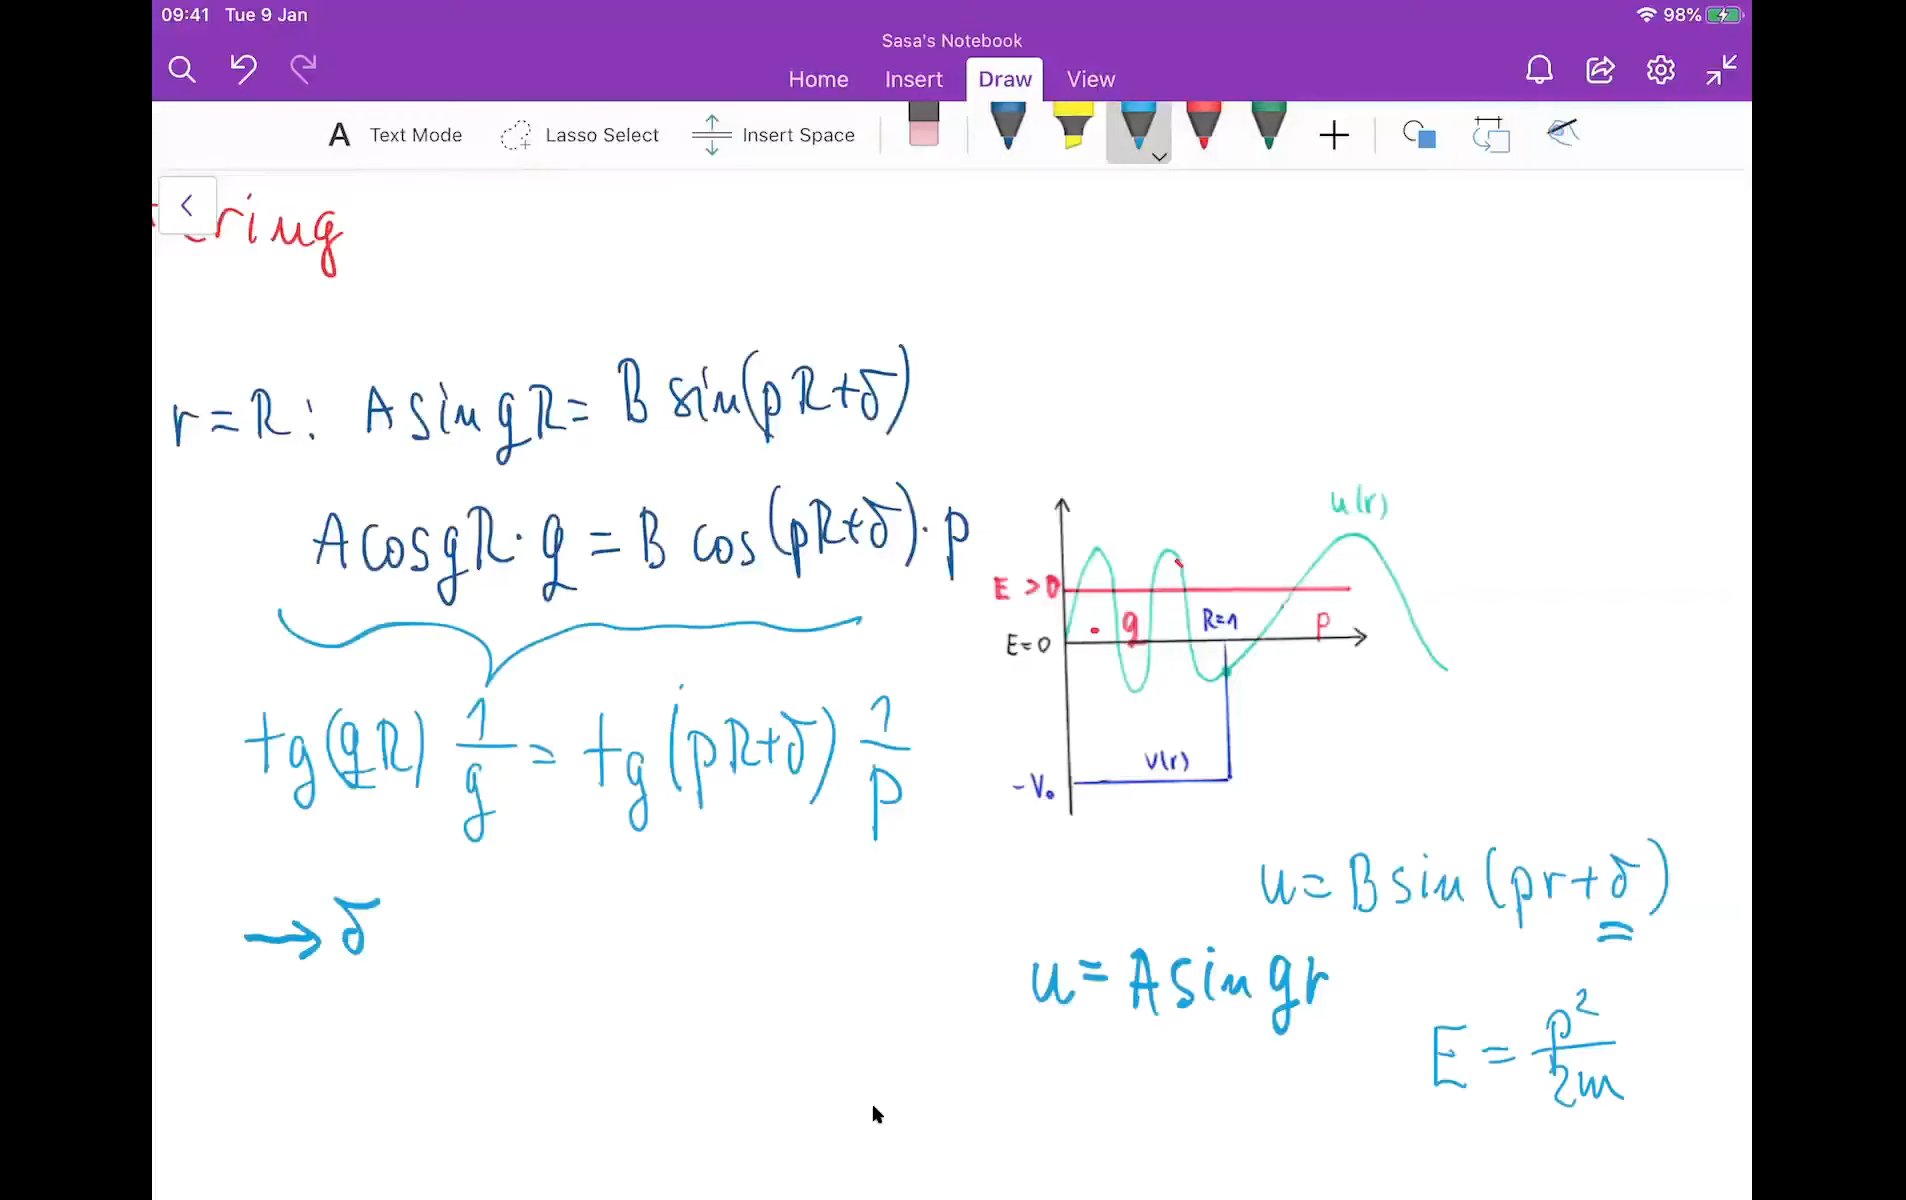 09:41 Tue 9 Jan
98%
Sasa's Notebook
Home Insert Draw View
A Text Mode Lasso Select Insert Space
ring
r = R : A sin qR = B sin(pR+δ)
A cos qR · q = B cos(pR+δ) · p
tg(qR) 1/q = tg(pR+δ) 1/p
→ δ
u(r)
E > 0
q R=1 p
E=0
V(r)
-V₀
u = B sin(pr+δ)
u = A sin qr
E = p²/2m